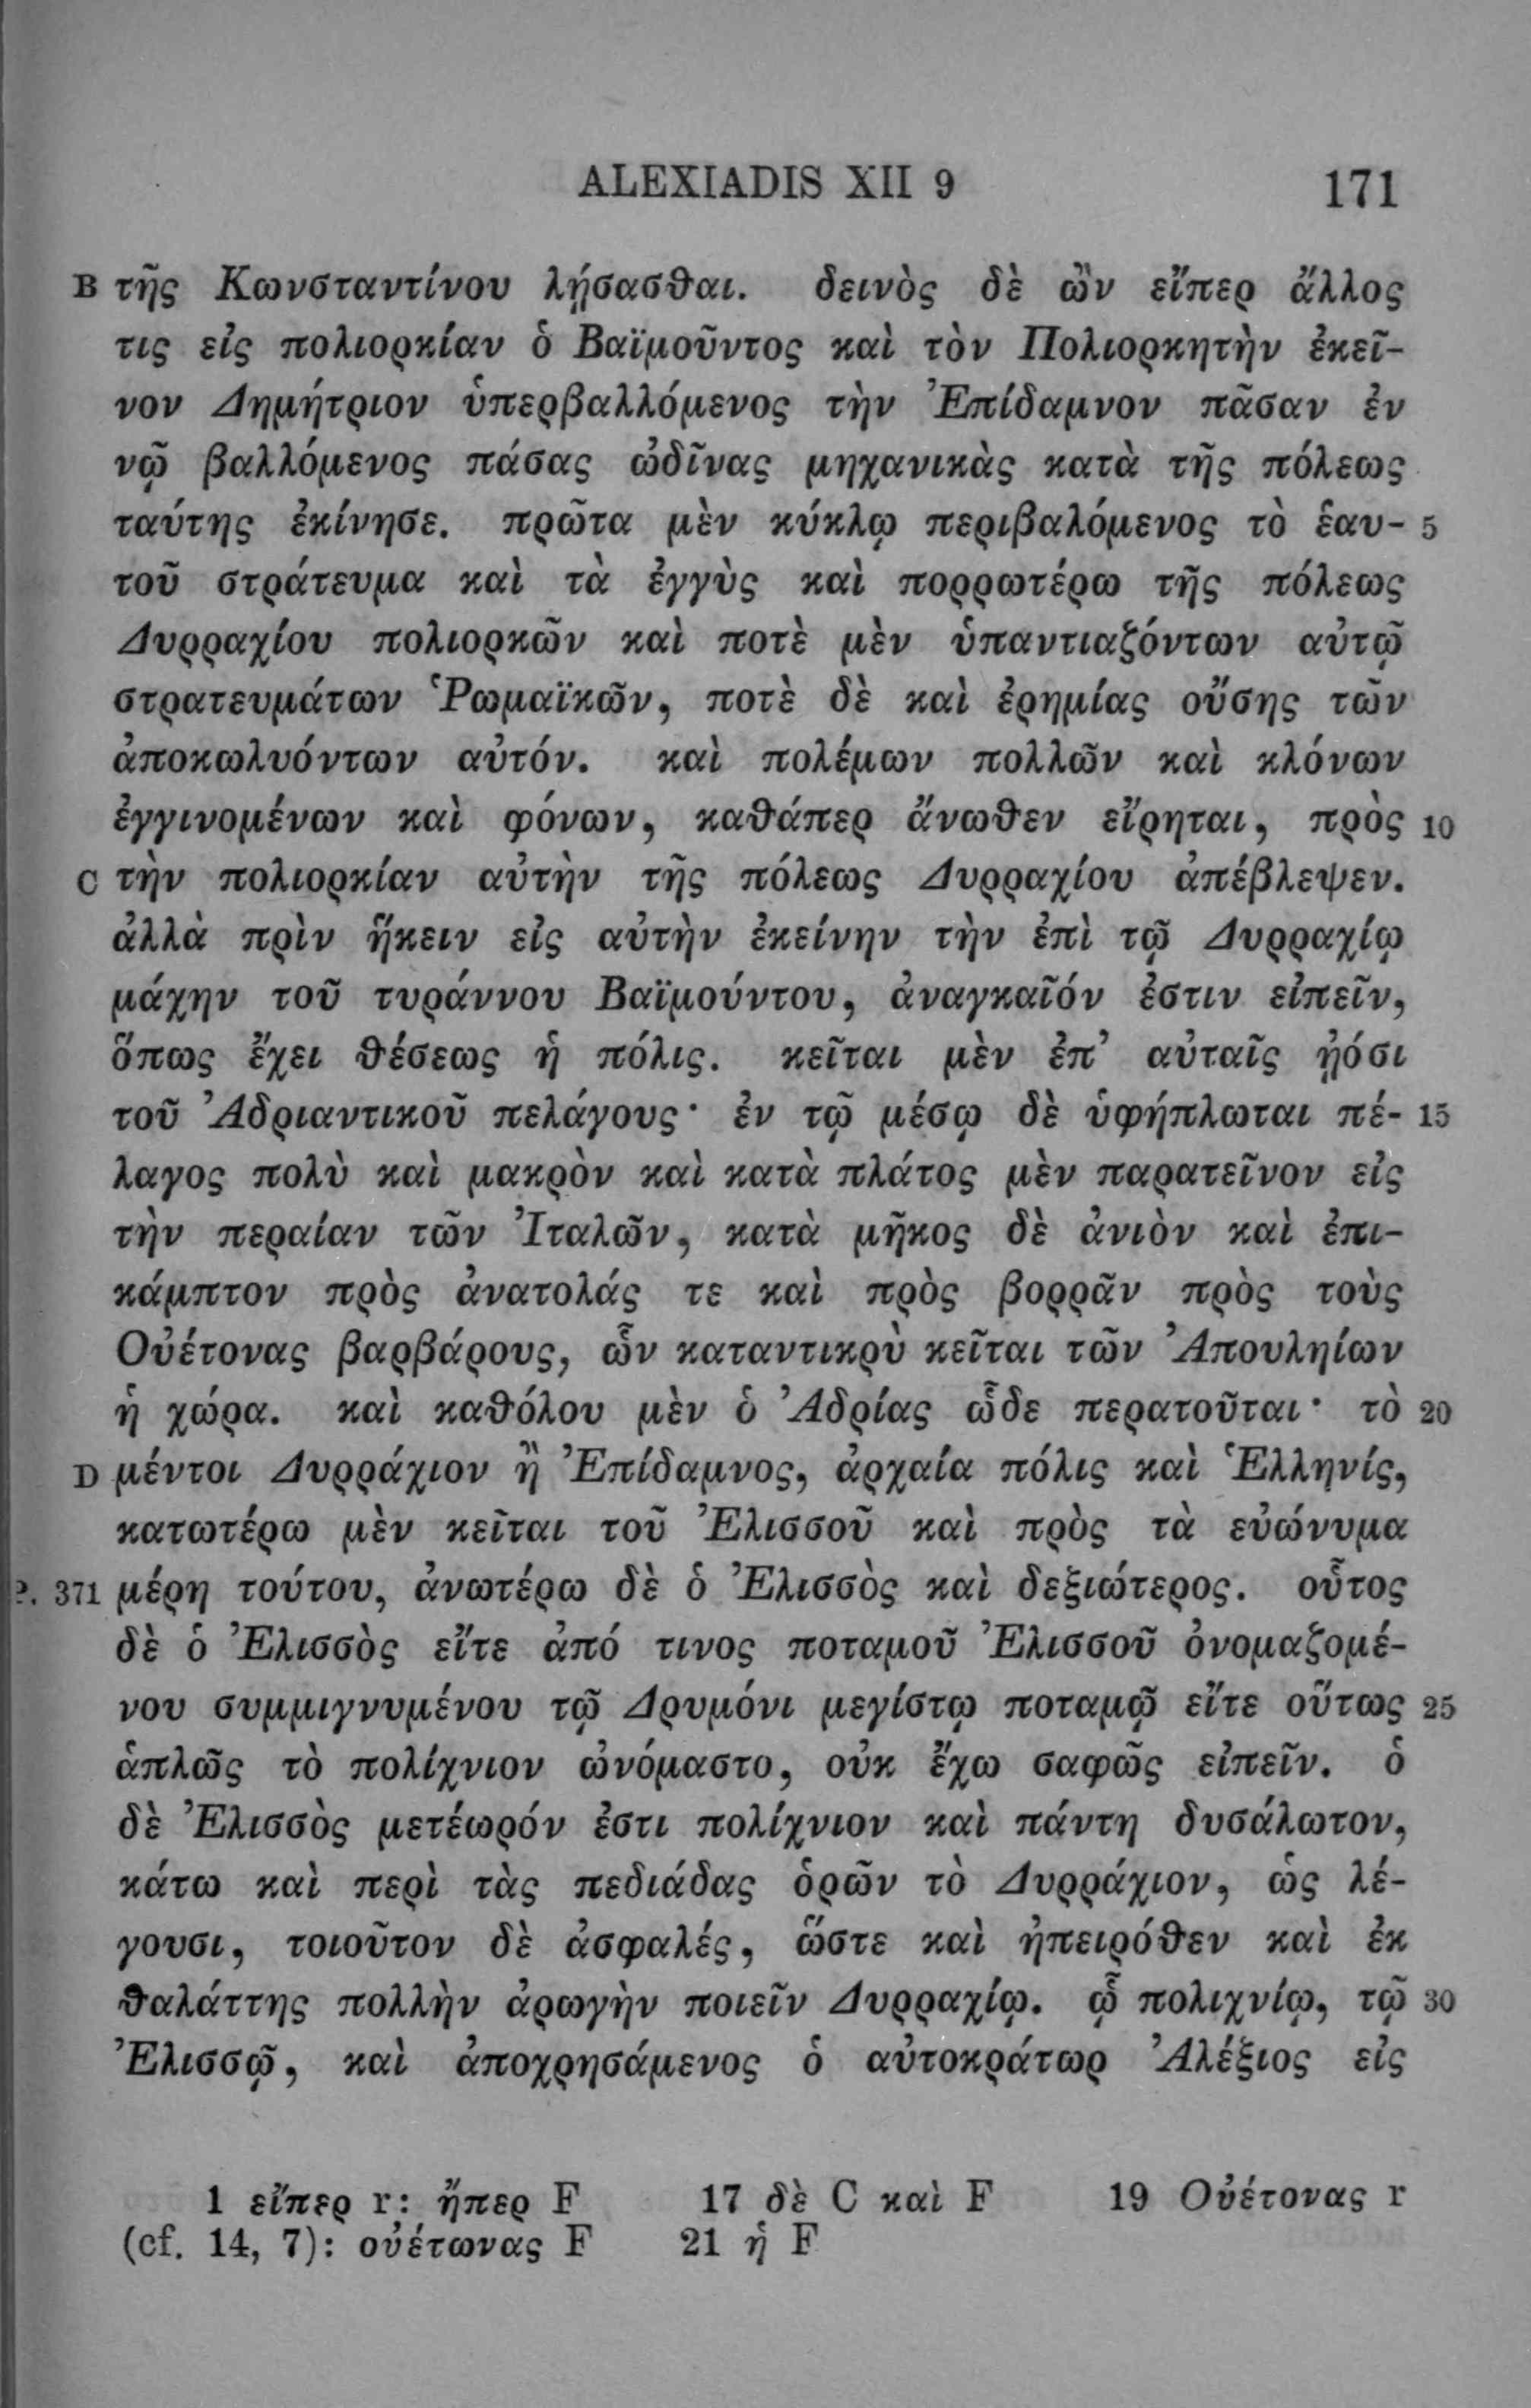 ALEXIADIS XII 9 171
B τῆς Κωνσταντίνου λῄσασθαι. δεινὸς δὲ ὢν εἴπερ ἄλλος
τις εἰς πολιορκίαν ὁ Βαϊμοῦντος καὶ τὸν Πολιορκητὴν ἐκεῖ-
νον Δημήτριον ὑπερβαλλόμενος τὴν Ἐπίδαμνον πᾶσαν ἐν
νῷ βαλλόμενος πάσας ὠδῖνας μηχανικὰς κατὰ τῆς πόλεως
ταύτης ἐκίνησε. πρῶτα μὲν κύκλῳ περιβαλόμενος τὸ ἑαυ- 5
τοῦ στράτευμα καὶ τὰ ἐγγὺς καὶ πορρωτέρω τῆς πόλεως
Δυρραχίου πολιορκῶν καὶ ποτὲ μὲν ὑπαντιαζόντων αὐτῷ
στρατευμάτων Ῥωμαϊκῶν, ποτὲ δὲ καὶ ἐρημίας οὔσης τῶν
ἀποκωλυόντων αὐτόν. καὶ πολέμων πολλῶν καὶ κλόνων
ἐγγινομένων καὶ φόνων, καθάπερ ἄνωθεν εἴρηται, πρὸς 10
C τὴν πολιορκίαν αὐτὴν τῆς πόλεως Δυρραχίου ἀπέβλεψεν.
ἀλλὰ πρὶν ἥκειν εἰς αὐτὴν ἐκείνην τὴν ἐπὶ τῷ Δυρραχίῳ
μάχην τοῦ τυράννου Βαϊμούντου, ἀναγκαῖόν ἐστιν εἰπεῖν,
ὅπως ἔχει θέσεως ἡ πόλις. κεῖται μὲν ἐπ’ αὐταῖς ᾐόσι
τοῦ Ἀδριαντικοῦ πελάγους· ἐν τῷ μέσῳ δὲ ὑφήπλωται πέ- 15
λαγος πολὺ καὶ μακρὸν καὶ κατὰ πλάτος μὲν παρατεῖνον εἰς
τὴν περαίαν τῶν Ἰταλῶν, κατὰ μῆκος δὲ ἀνιὸν καὶ ἐπι-
κάμπτον πρὸς ἀνατολάς τε καὶ πρὸς βορρᾶν πρὸς τοὺς
Οὐέτονας βαρβάρους, ὧν καταντικρὺ κεῖται τῶν Ἀπουληίων
ἡ χώρα. καὶ καθόλου μὲν ὁ Ἀδρίας ὧδε περατοῦται· τὸ 20
D μέντοι Δυρράχιον ἢ Ἐπίδαμνος, ἀρχαία πόλις καὶ Ἑλληνίς,
κατωτέρω μὲν κεῖται τοῦ Ἐλισσοῦ καὶ πρὸς τὰ εὐώνυμα
P. 371 μέρη τούτου, ἀνωτέρω δὲ ὁ Ἐλισσὸς καὶ δεξιώτερος. οὗτος
δὲ ὁ Ἐλισσὸς εἴτε ἀπό τινος ποταμοῦ Ἐλισσοῦ ὀνομαζομέ-
νου συμμιγνυμένου τῷ Δρυμόνι μεγίστῳ ποταμῷ εἴτε οὕτως 25
ἁπλῶς τὸ πολίχνιον ὠνόμαστο, οὐκ ἔχω σαφῶς εἰπεῖν. ὁ
δὲ Ἐλισσὸς μετέωρόν ἐστι πολίχνιον καὶ πάντη δυσάλωτον,
κάτω καὶ περὶ τὰς πεδιάδας ὁρῶν τὸ Δυρράχιον, ὡς λέ-
γουσι, τοιοῦτον δὲ ἀσφαλές, ὥστε καὶ ἠπειρόθεν καὶ ἐκ
θαλάττης πολλὴν ἀρωγὴν ποιεῖν Δυρραχίῳ. ᾧ πολιχνίῳ, τῷ 30
Ἐλισσῷ, καὶ ἀποχρησάμενος ὁ αὐτοκράτωρ Ἀλέξιος εἰς
1 εἴπερ r: ἤπερ F 17 δὲ C καὶ F 19 Οὐέτονας r
(cf. 14, 7): οὐέτωνας F 21 ἡ F